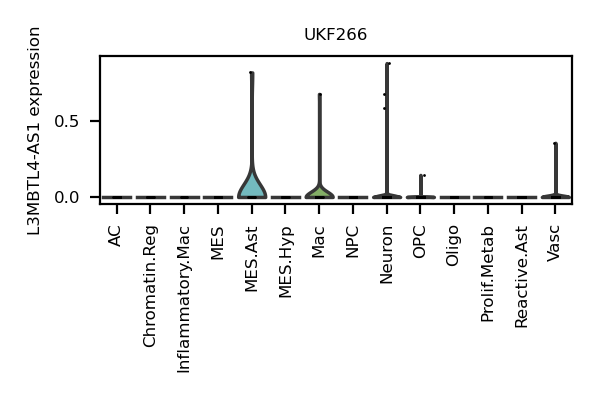 UKF266
L3MBTL4-AS1 expression
0.5
0.0
AC
Chromatin.Reg
Inflammatory.Mac
MES
MES.Ast
MES.Hyp
Mac
NPC
Neuron
OPC
Oligo
Prolif.Metab
Reactive.Ast
Vasc